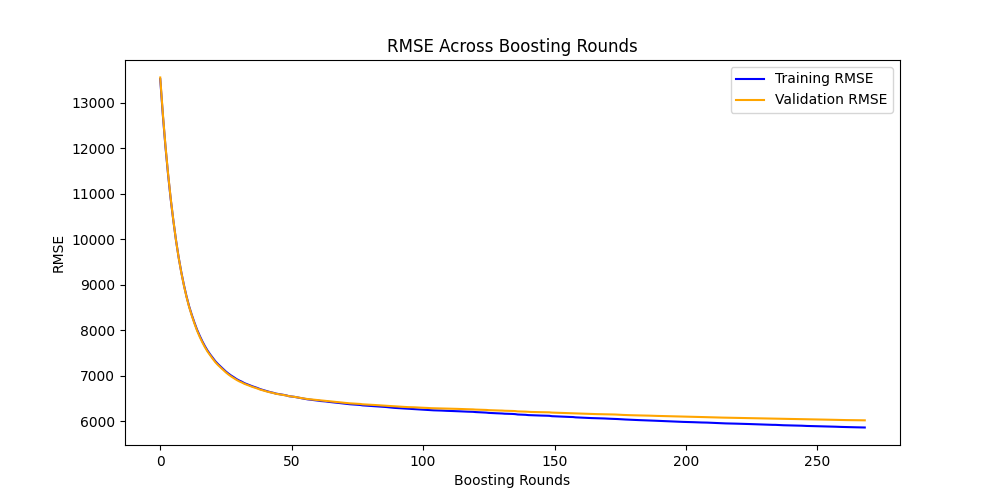 RMSE Across Boosting Rounds
Training RMSE
Validation RMSE
RMSE
13000
12000
11000
10000
9000
8000
7000
6000
0 50 100 150 200 250
Boosting Rounds